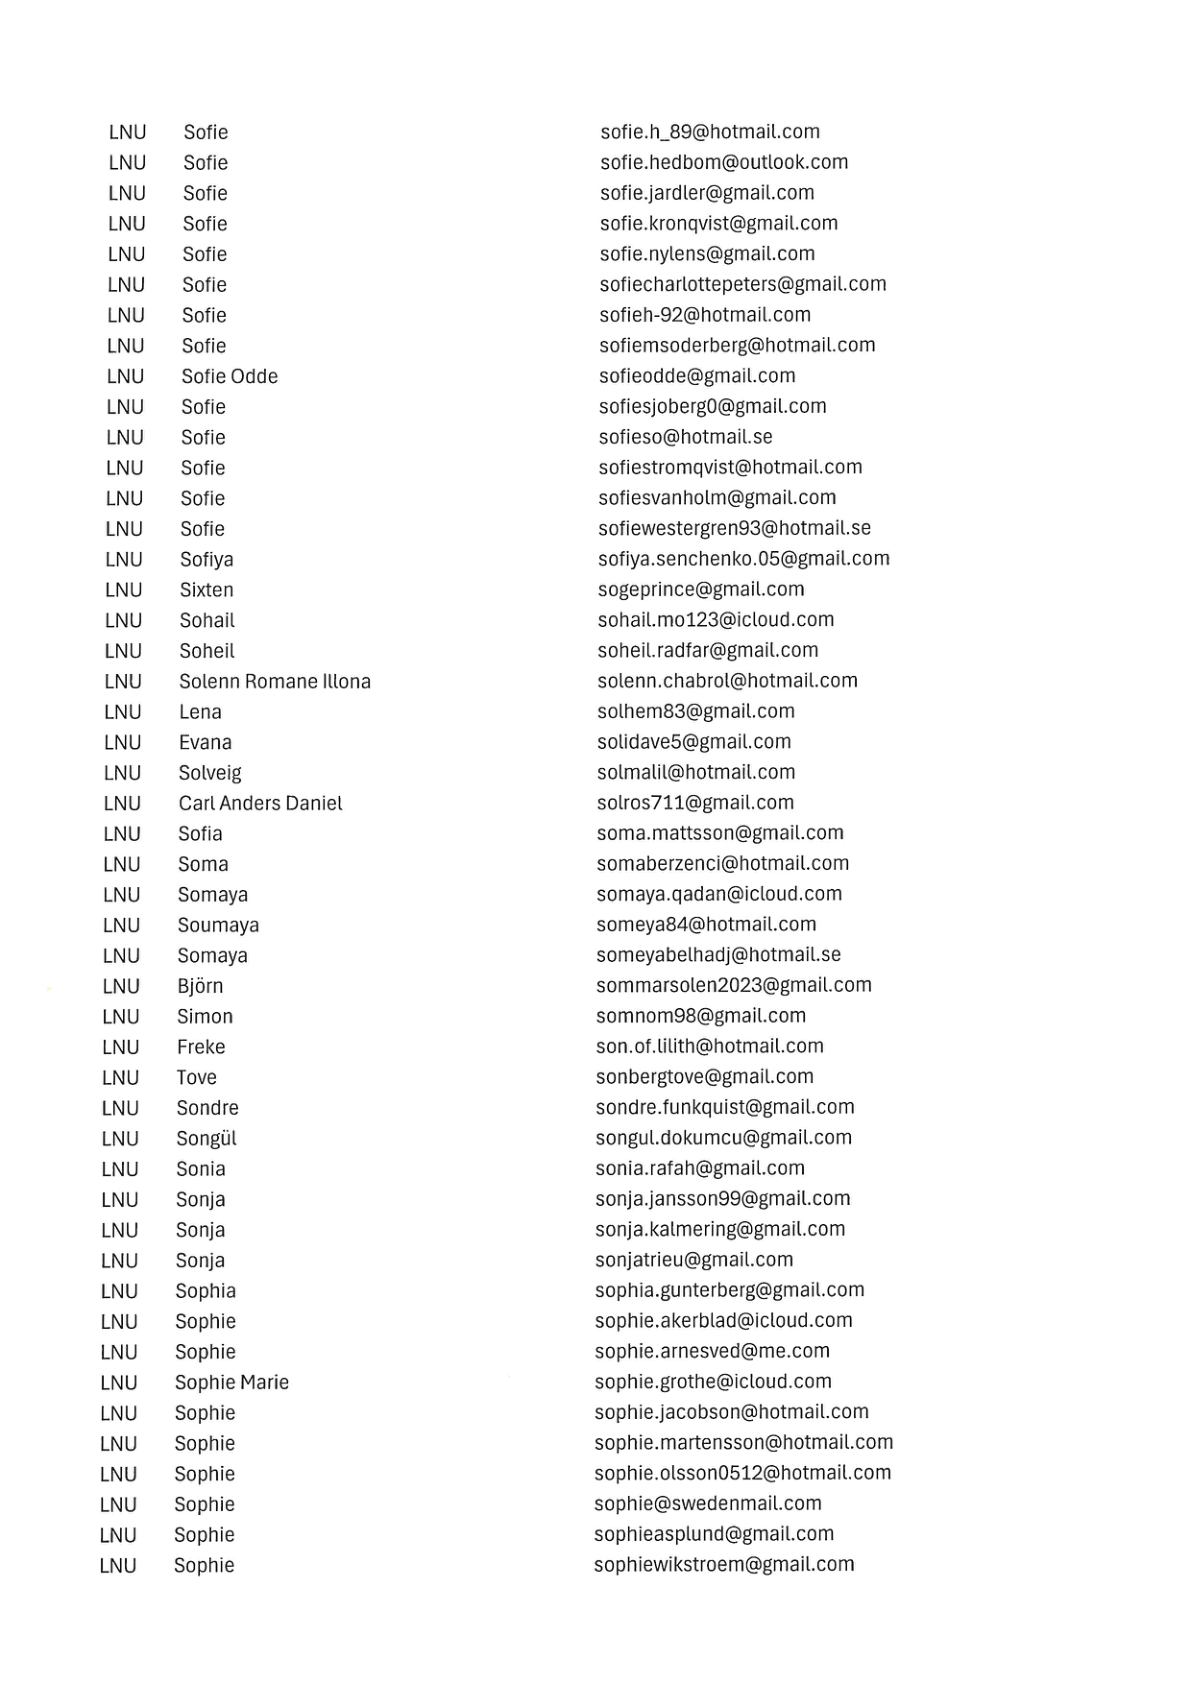 LNU Sofie sofie.h_89@hotmail.com
LNU Sofie sofie.hedbom@outlook.com
LNU Sofie sofie.jardler@gmail.com
LNU Sofie sofie.kronqvist@gmail.com
LNU Sofie sofie.nylens@gmail.com
LNU Sofie sofiecharlottepeters@gmail.com
LNU Sofie sofieh-92@hotmail.com
LNU Sofie sofiemsoderberg@hotmail.com
LNU Sofie Odde sofieodde@gmail.com
LNU Sofie sofiesjoberg0@gmail.com
LNU Sofie sofieso@hotmail.se
LNU Sofie sofiestromqvist@hotmail.com
LNU Sofie sofiesvanholm@gmail.com
LNU Sofie sofiewestergren93@hotmail.se
LNU Sofiya sofiya.senchenko.05@gmail.com
LNU Sixten sogeprince@gmail.com
LNU Sohail sohail.mo123@icloud.com
LNU Soheil soheil.radfar@gmail.com
LNU Solenn Romane Illona solenn.chabrol@hotmail.com
LNU Lena solhem83@gmail.com
LNU Evana solidave5@gmail.com
LNU Solveig solmalil@hotmail.com
LNU Carl Anders Daniel solros711@gmail.com
LNU Sofia soma.mattsson@gmail.com
LNU Soma somaberzenci@hotmail.com
LNU Somaya somaya.qadan@icloud.com
LNU Soumaya someya84@hotmail.com
LNU Somaya someyabelhadj@hotmail.se
LNU Björn sommarsolen2023@gmail.com
LNU Simon somnom98@gmail.com
LNU Freke son.of.lilith@hotmail.com
LNU Tove sonbergtove@gmail.com
LNU Sondre sondre.funkquist@gmail.com
LNU Songül songul.dokumcu@gmail.com
LNU Sonia sonia.rafah@gmail.com
LNU Sonja sonja.jansson99@gmail.com
LNU Sonja sonja.kalmering@gmail.com
LNU Sonja sonjatrieu@gmail.com
LNU Sophia sophia.gunterberg@gmail.com
LNU Sophie sophie.akerblad@icloud.com
LNU Sophie sophie.arnesved@me.com
LNU Sophie Marie sophie.grothe@icloud.com
LNU Sophie sophie.jacobson@hotmail.com
LNU Sophie sophie.martensson@hotmail.com
LNU Sophie sophie.olsson0512@hotmail.com
LNU Sophie sophie@swedenmail.com
LNU Sophie sophieasplund@gmail.com
LNU Sophie sophiewikstroem@gmail.com